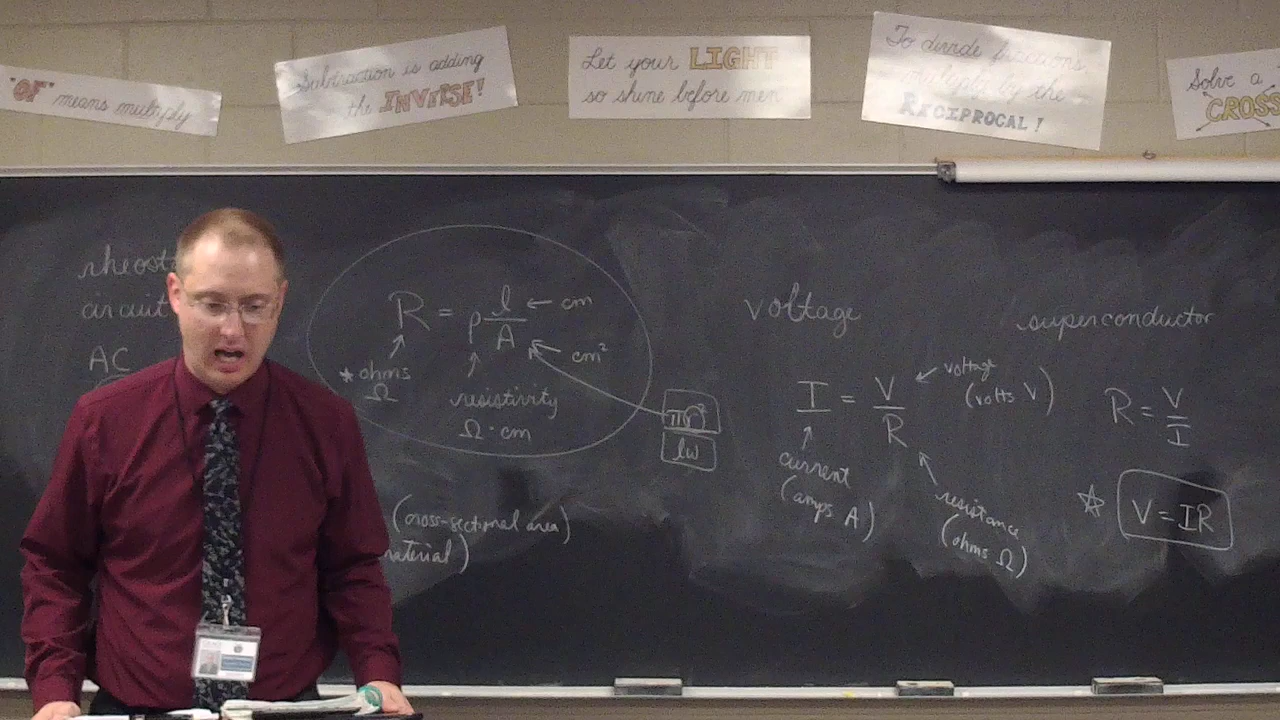 "OF" means multiply
Subtraction is adding
the INVERSE!
Let your LIGHT
so shine before men
To divide fractions,
multiply by the
RECIPROCAL!
Solve a
CROSS
rheost
circuit
AC
R = ρ l/A
← cm
cm²
* ohms
Ω
resistivity
Ω·cm
πr²
lw
(cross-sectional area)
material)
voltage
I = V/R
voltage
(volts V)
current
(amps A)
resistance
(ohms Ω)
superconductor
R = V/I
☆ V = IR